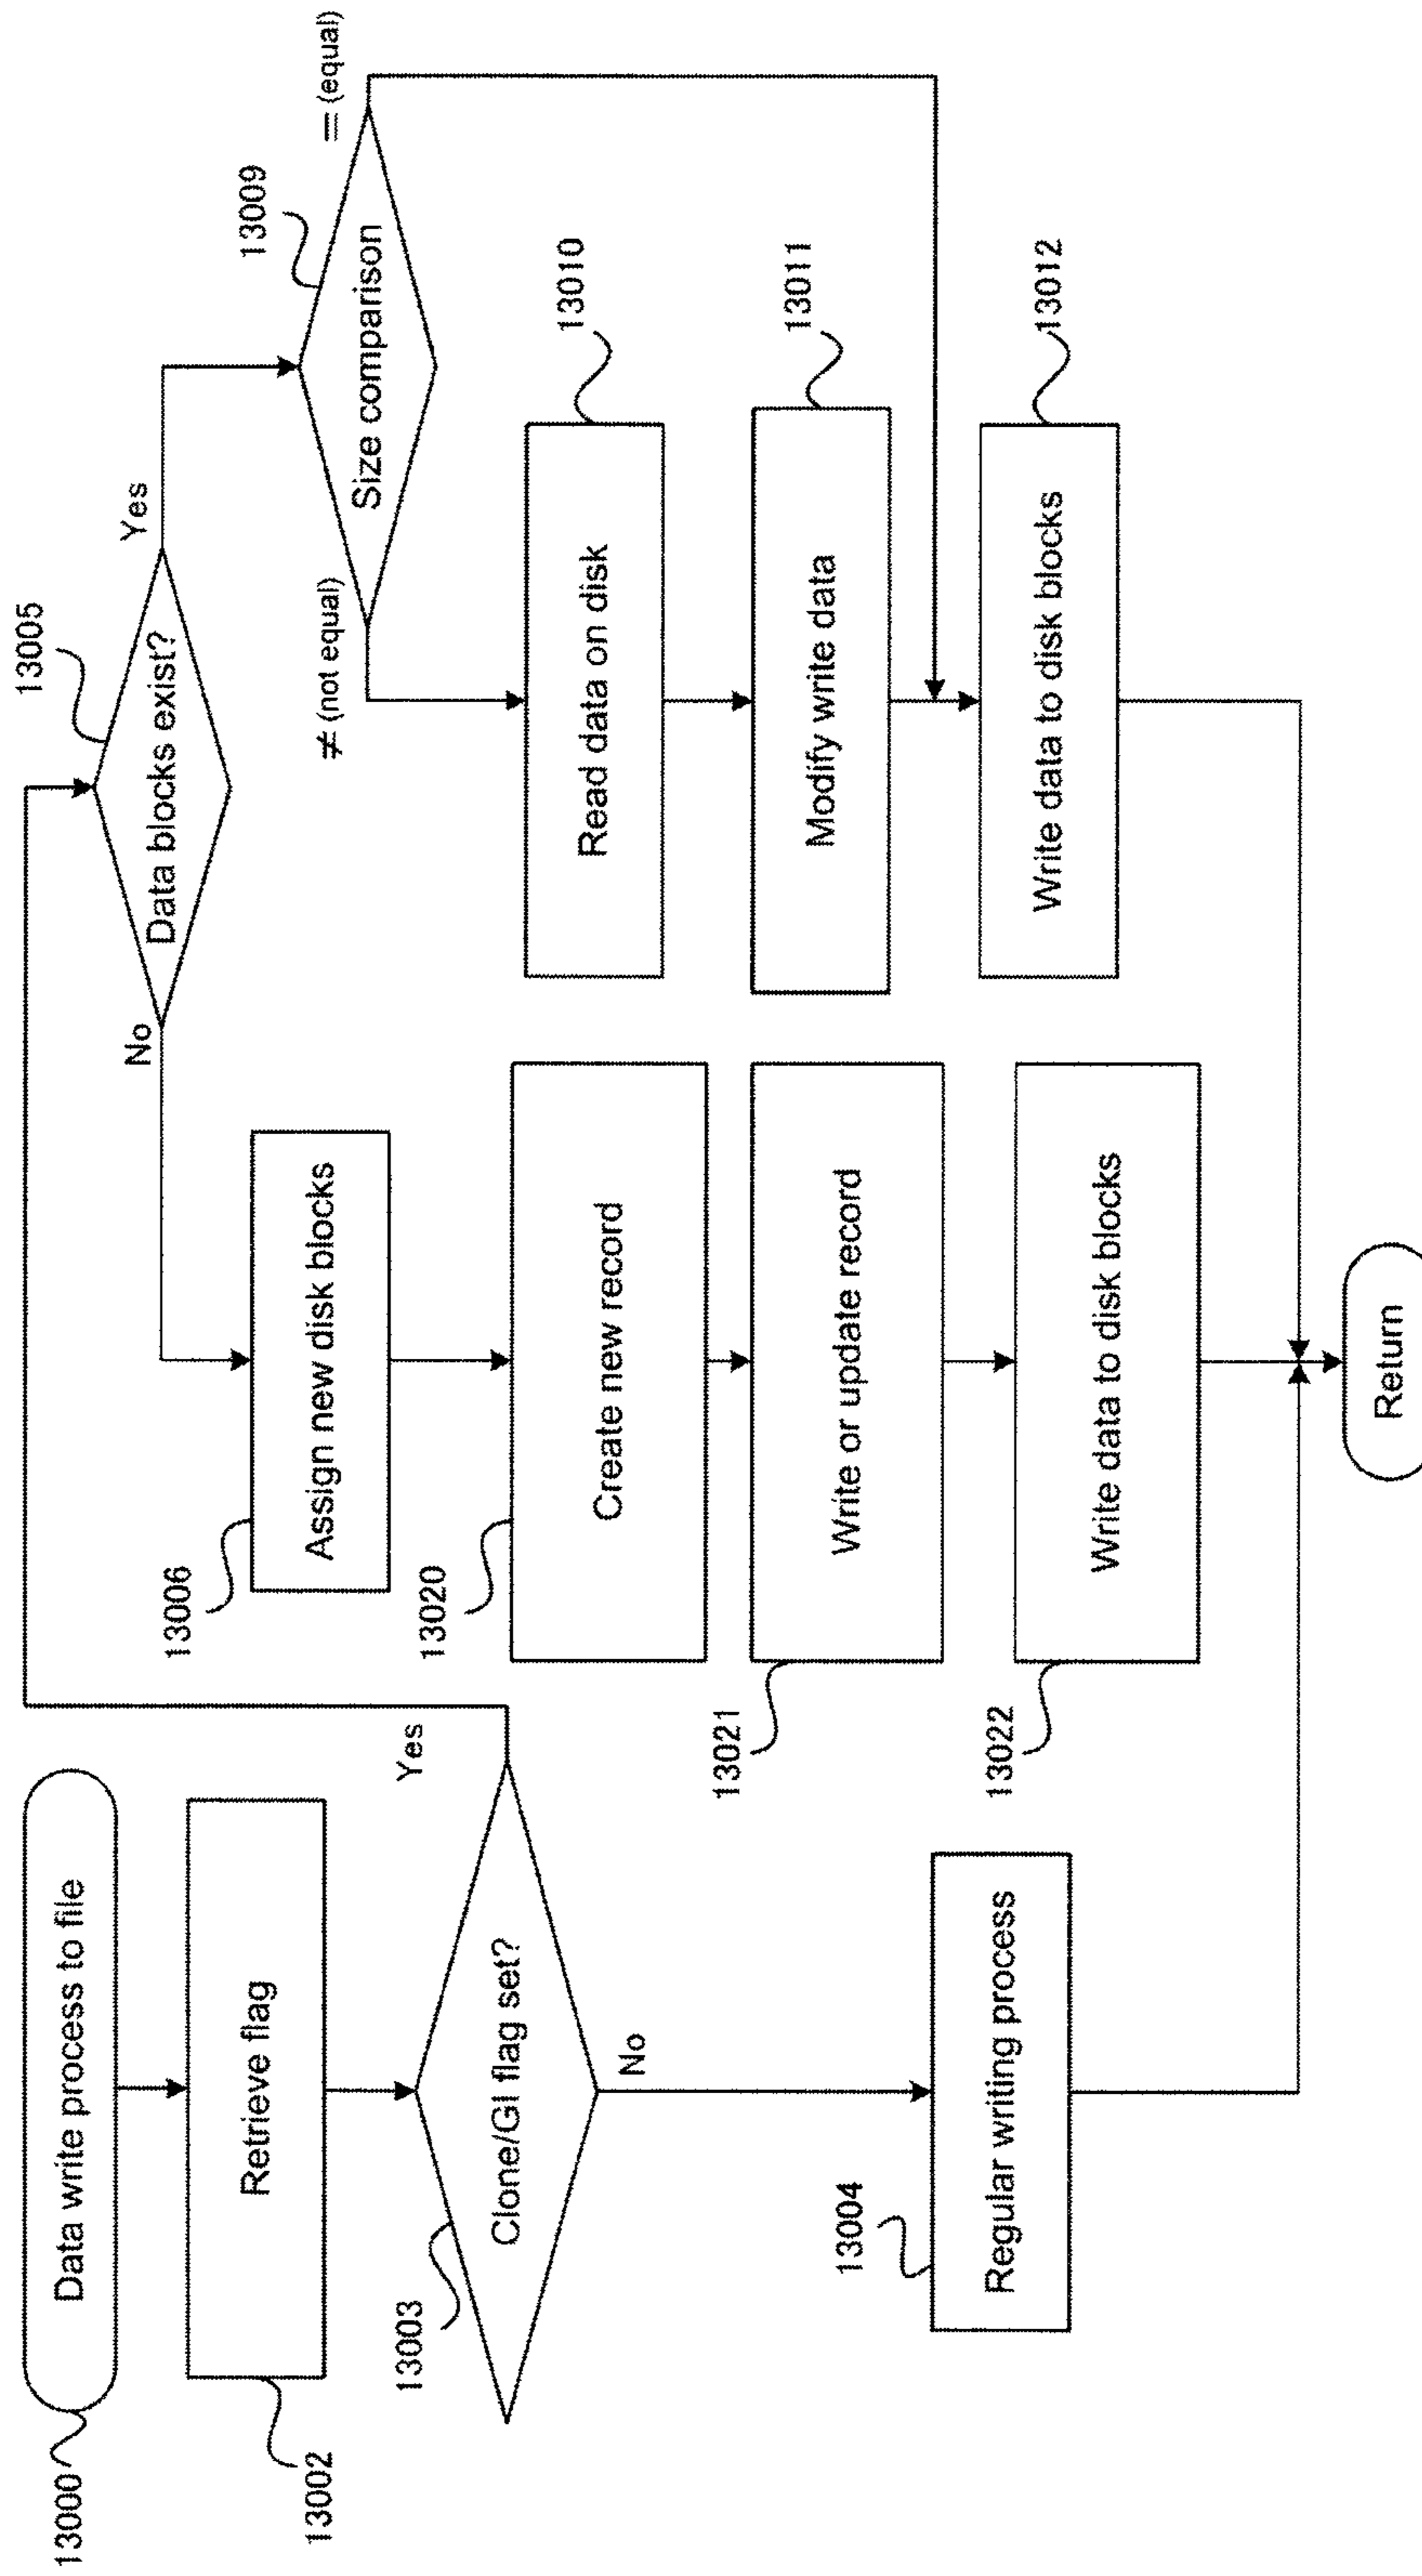 13000
Data write process to file
Retrieve flag
13002
13003
Clone/GI flag set?
Yes
No
13004
Regular writing process
13005
Data blocks exist?
No
Yes
13006
Assign new disk blocks
13020
Create new record
Write or update record
13021
Write data to disk blocks
13022
13009
Size comparison
≠ (not equal)
= (equal)
Read data on disk
13010
Modify write data
13011
Write data to disk blocks
13012
Return